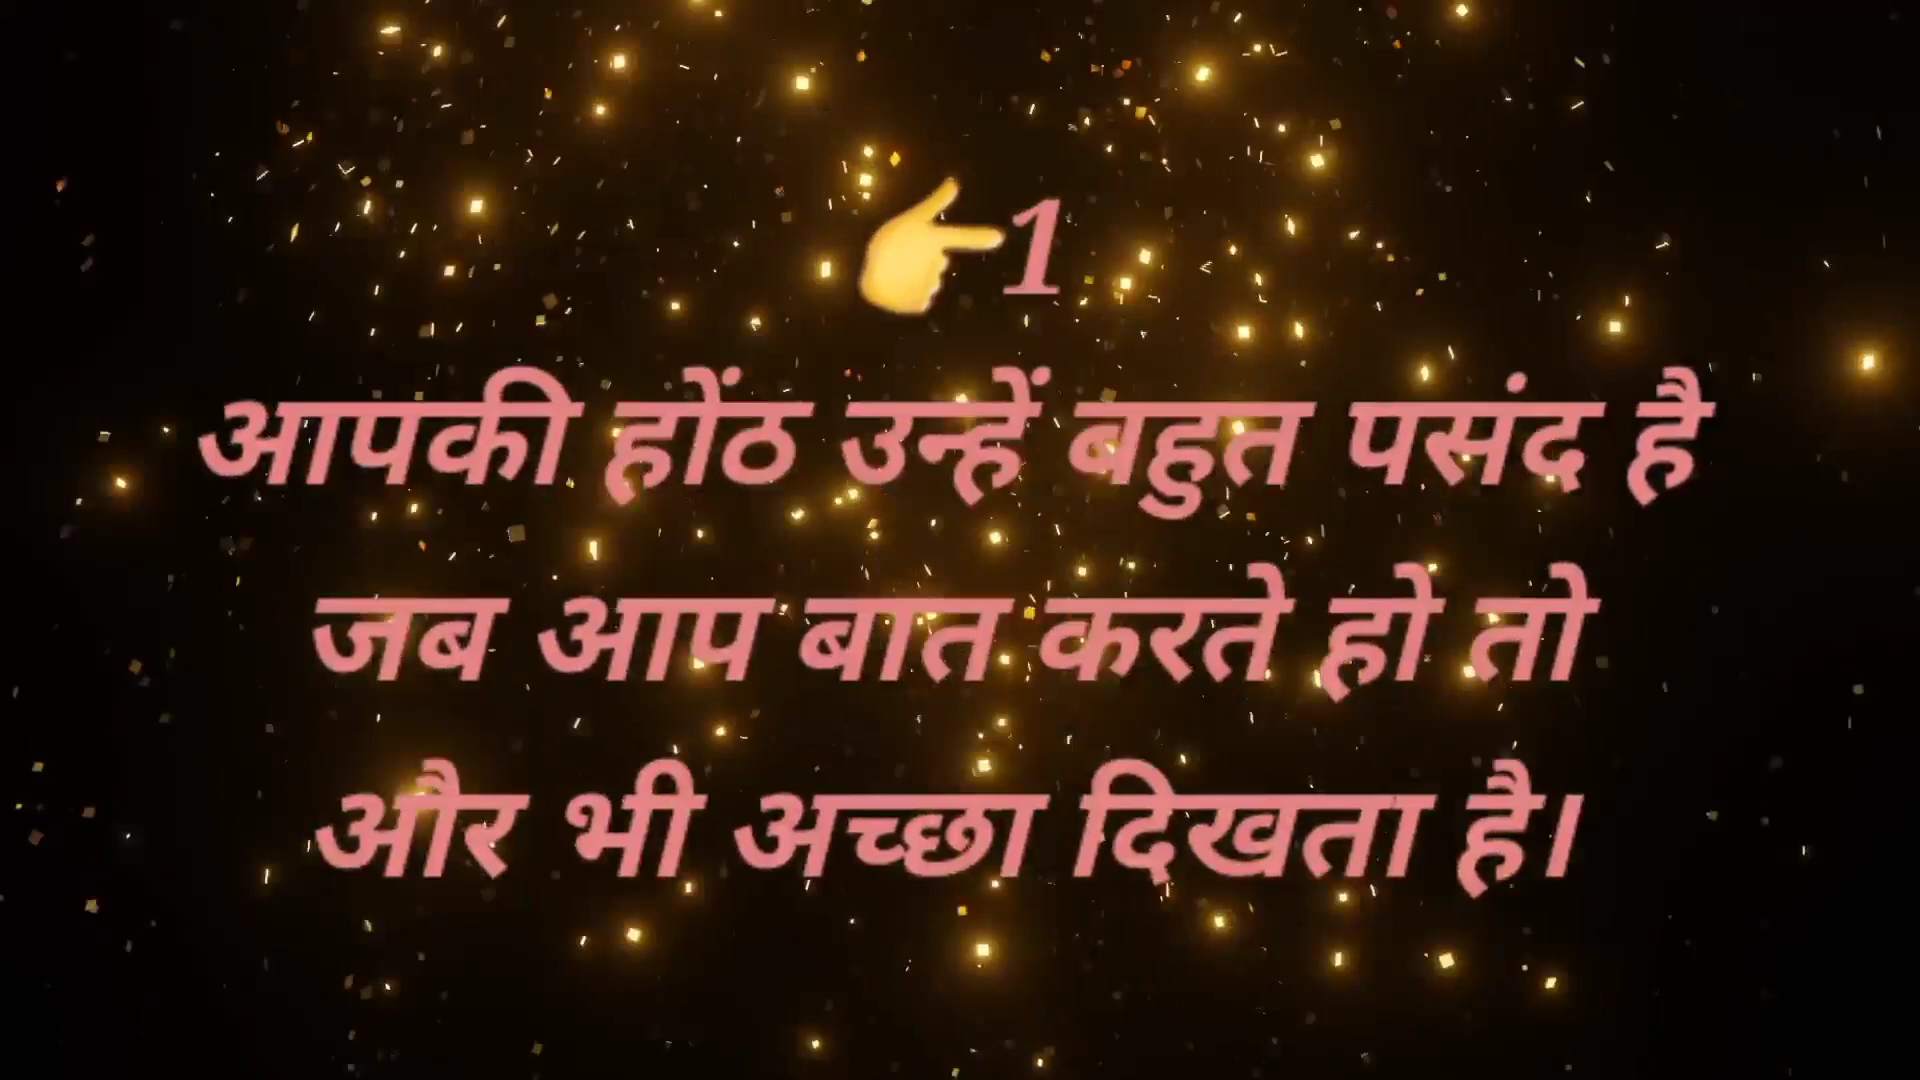 👉1
आपकी होंठ उन्हें बहुत पसंद है
जब आप बात करते हो तो
और भी अच्छा दिखता है।